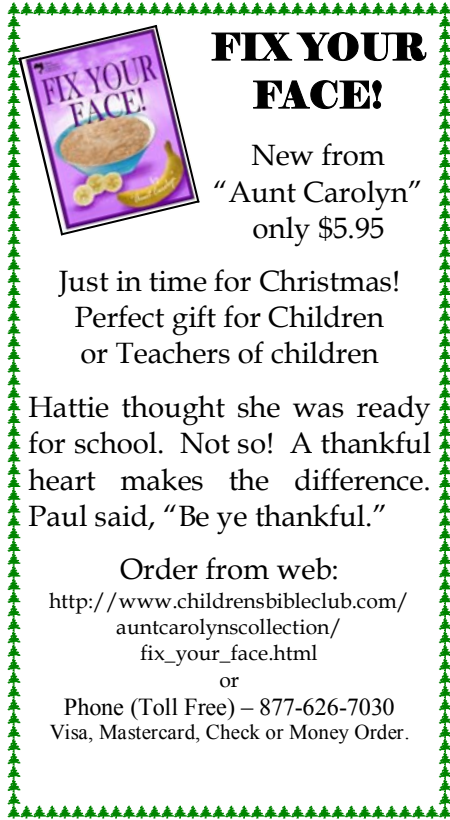 FIX YOUR
FACE!
FIX YOUR
FACE!
New from
“Aunt Carolyn”
only $5.95
Just in time for Christmas!
Perfect gift for Children
or Teachers of children
Hattie thought she was ready
for school.  Not so!  A thankful
heart makes the difference.
Paul said, “Be ye thankful.”
Order from web:
http://www.childrensbibleclub.com/
auntcarolynscollection/
fix_your_face.html
or
Phone (Toll Free) – 877-626-7030
Visa, Mastercard, Check or Money Order.